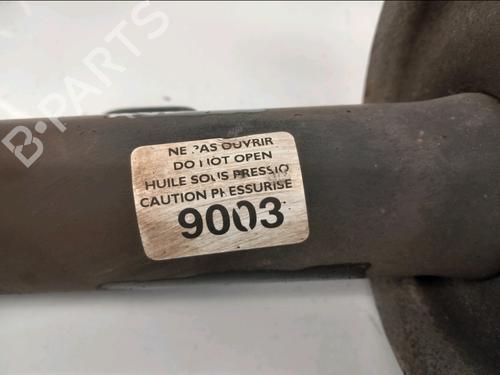 B-PARTS
NE PAS OUVRIR
DO NOT OPEN
HUILE SOUS PRESSIO
CAUTION PRESSURISE
9003